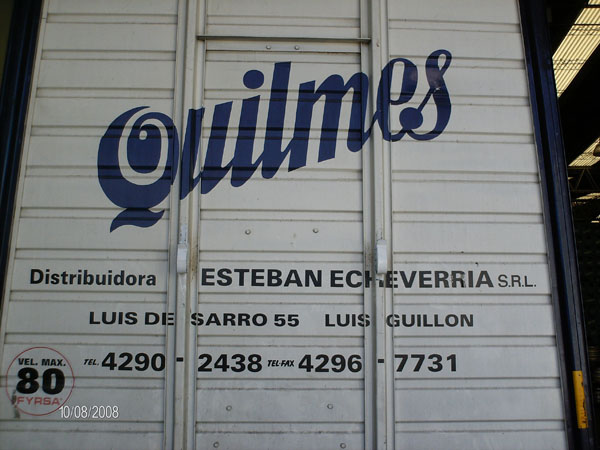 Quilmes
Distribuidora ESTEBAN ECHEVERRIA S.R.L.
LUIS DE SARRO 55 LUIS GUILLON
TEL. 4290-2438 TEL-FAX 4296-7731
VEL. MAX.
80
FYRSA
10/08/2008